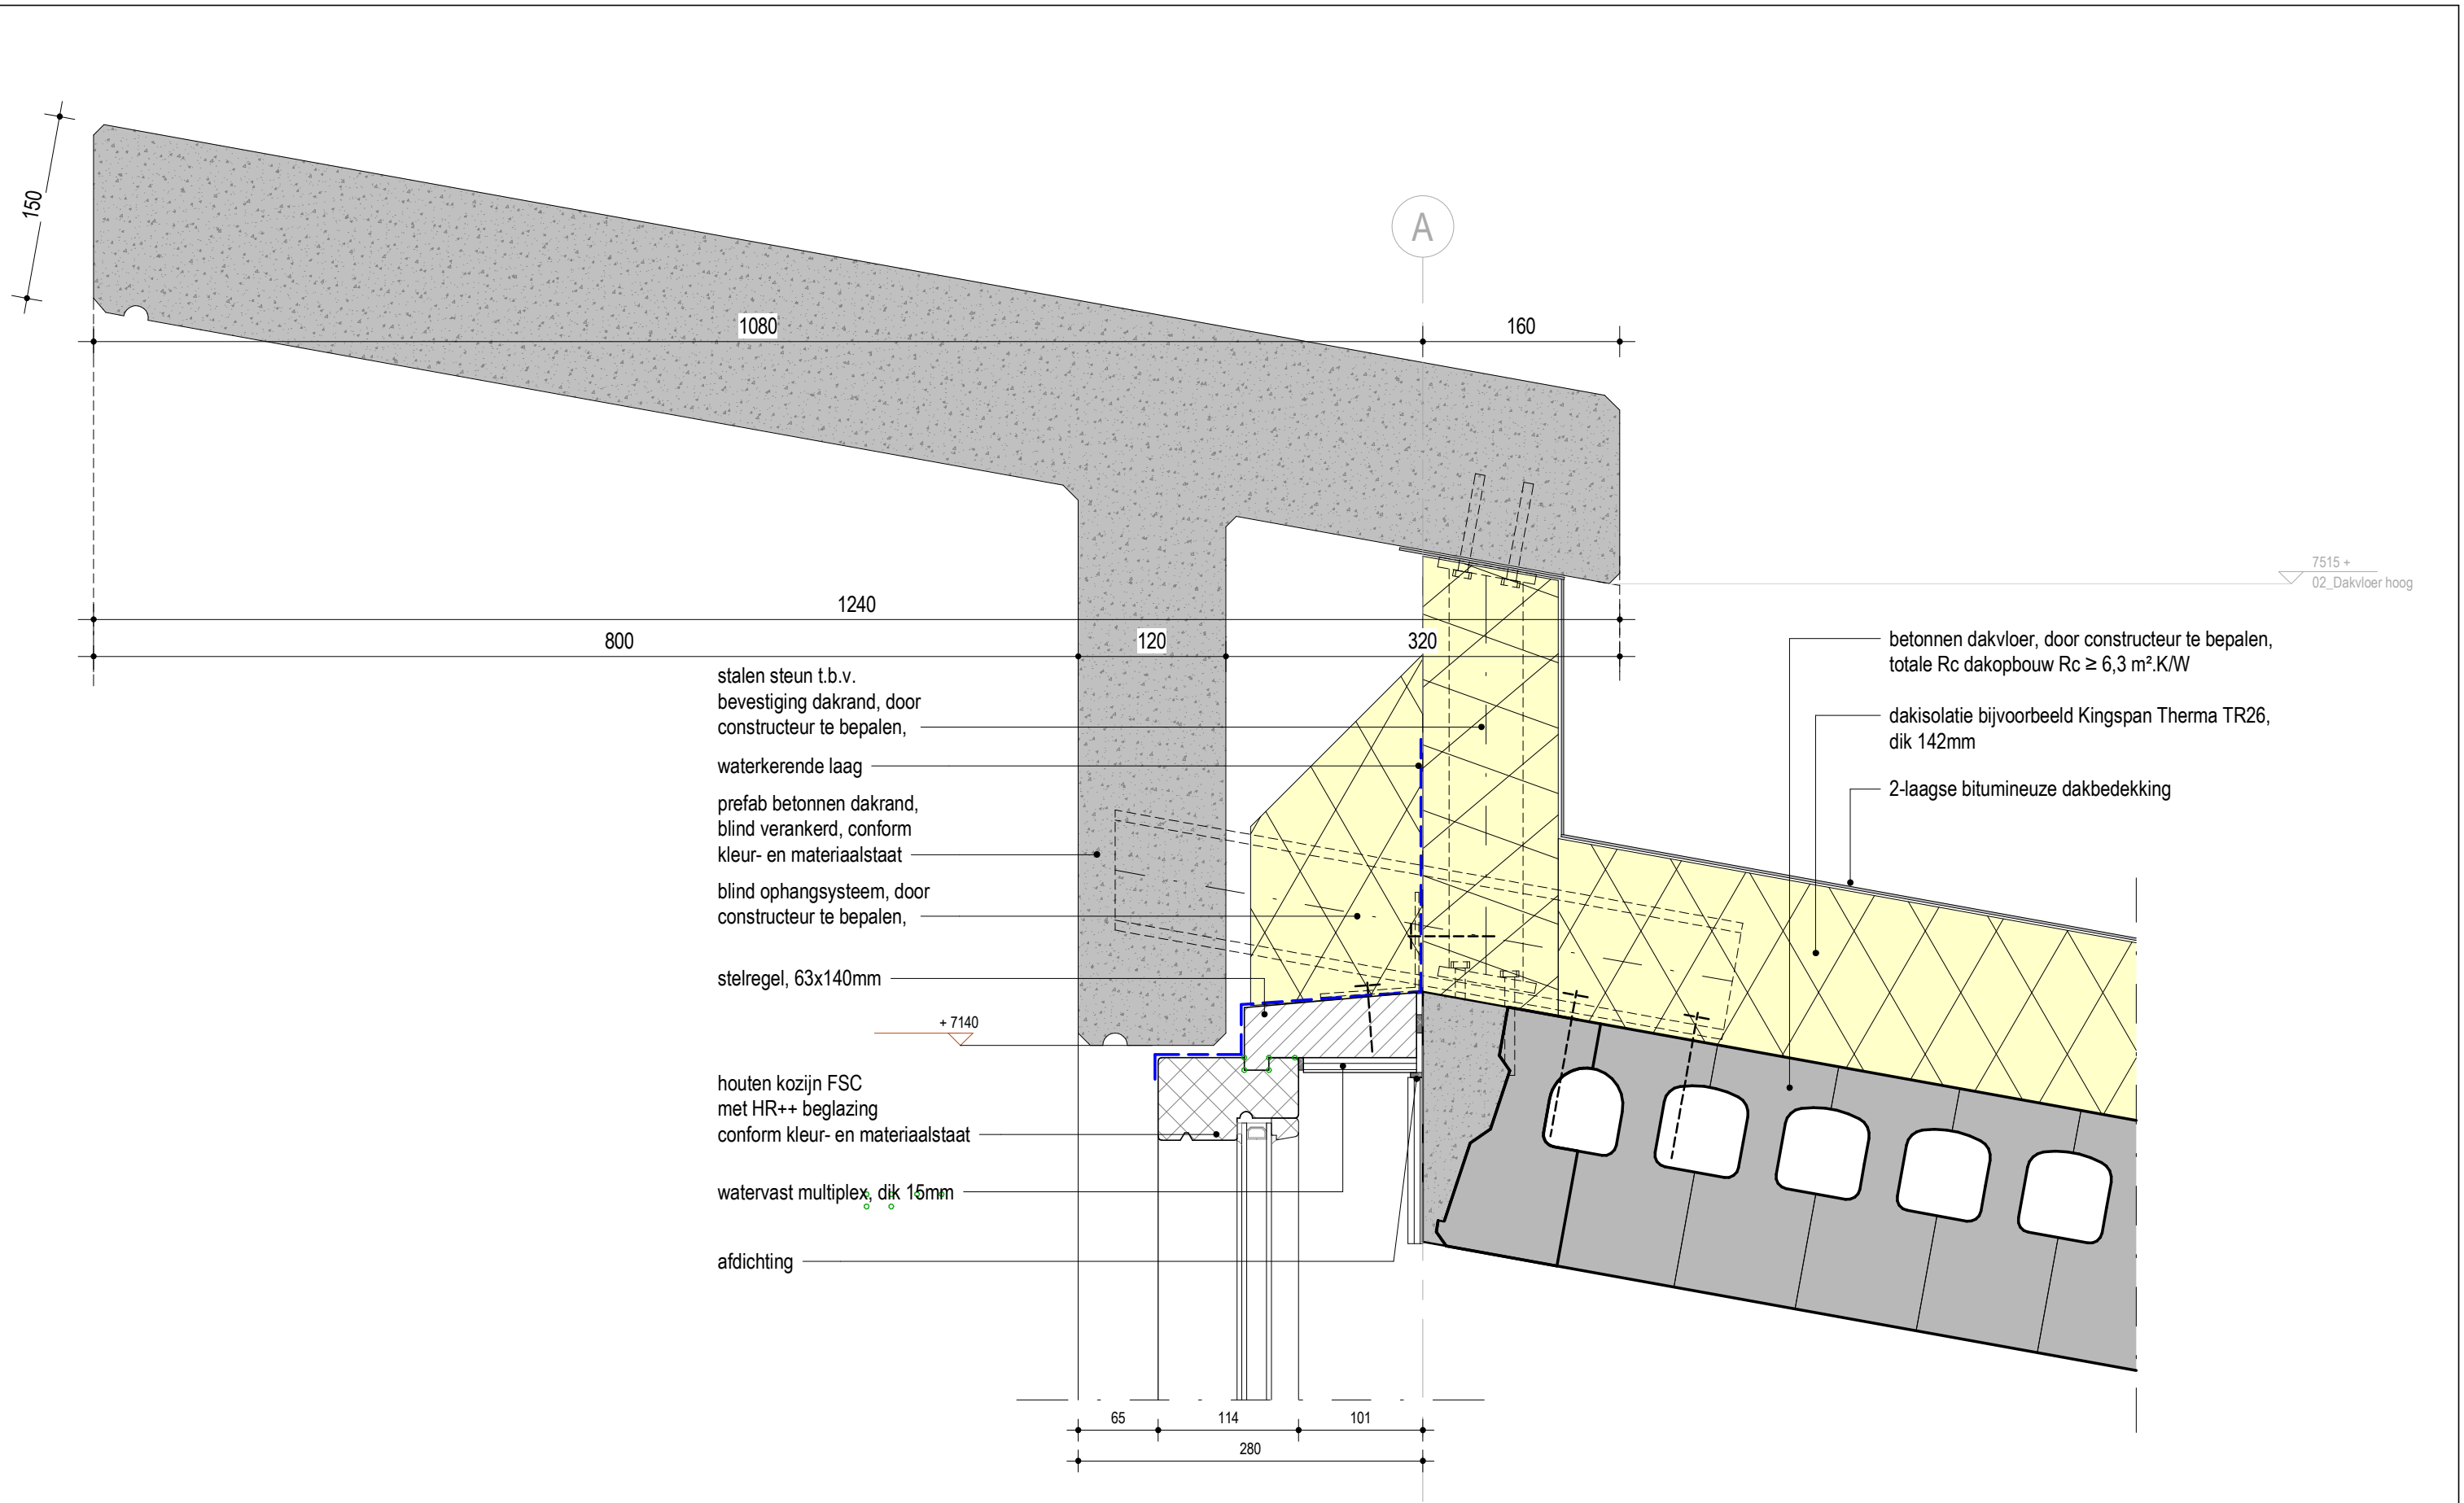 150
A
1080
160
7515 +
02_Dakvloer hoog
1240
800
120
320
stalen steun t.b.v.
bevestiging dakrand, door
constructeur te bepalen,
waterkerende laag
prefab betonnen dakrand,
blind verankerd, conform
kleur- en materiaalstaat
blind ophangsysteem, door
constructeur te bepalen,
stelregel, 63x140mm
+ 7140
houten kozijn FSC
met HR++ beglazing
conform kleur- en materiaalstaat
watervast multiplex, dik 15mm
afdichting
betonnen dakvloer, door constructeur te bepalen,
totale Rc dakopbouw Rc ≥ 6,3 m².K/W
dakisolatie bijvoorbeeld Kingspan Therma TR26,
dik 142mm
2-laagse bitumineuze dakbedekking
65
114
101
280